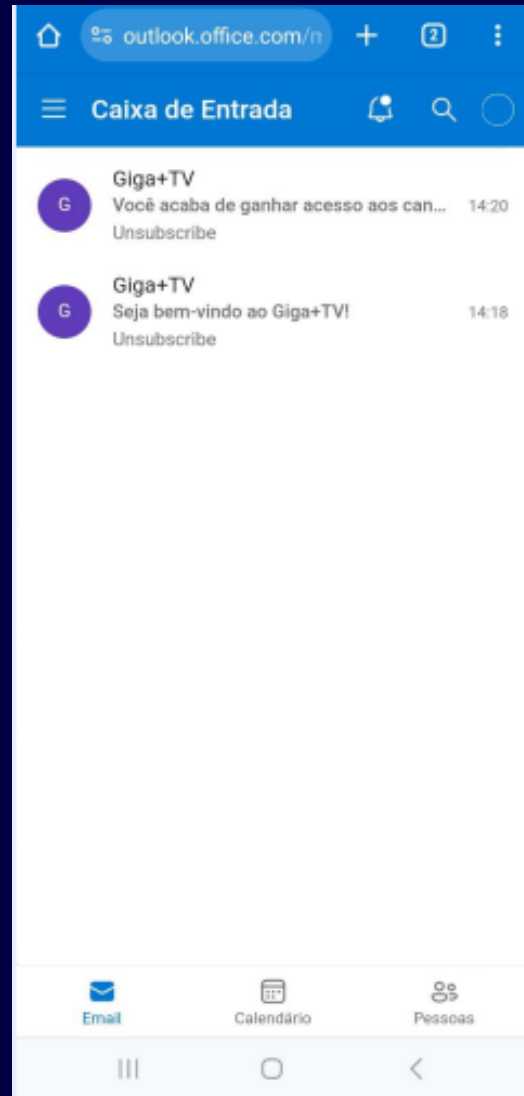 outlook.office.com/n
2
Caixa de Entrada
G
Giga+TV
Você acaba de ganhar acesso aos can... 14:20
Unsubscribe
G
Giga+TV
Seja bem-vindo ao Giga+TV! 14:18
Unsubscribe
Email Calendário Pessoas